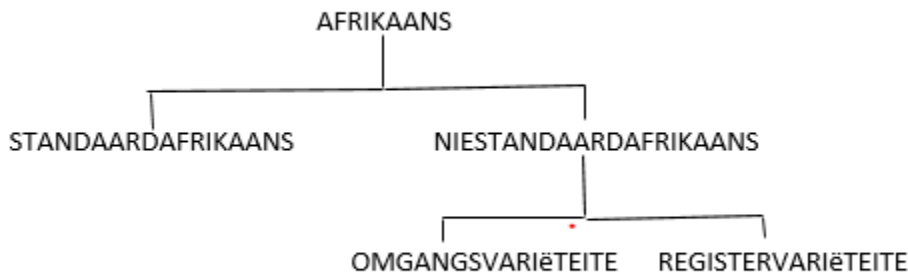 AFRIKAANS
STANDAARDAFRIKAANS NIESTANDAARDAFRIKAANS
OMGANGSVARIëTEITE REGISTERVARIëTEITE